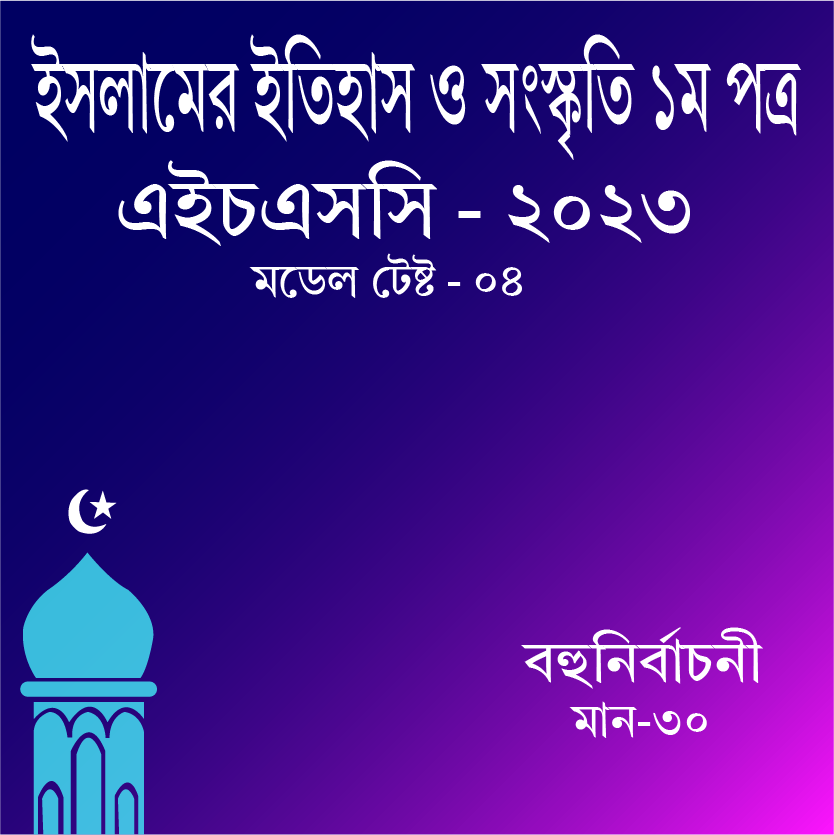 ইসলামের ইতিহাস ও সংস্কৃতি ১ম পত্র
এইচএসসি - ২০২৩
মডেল টেষ্ট - ০৪
বহুনির্বাচনী
মান-৩০